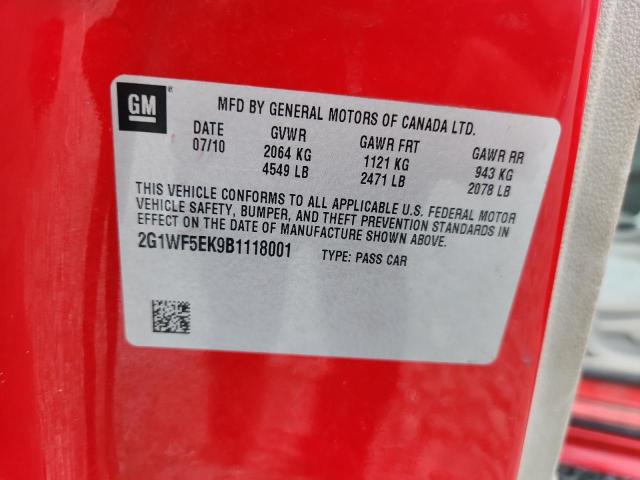 GM ®
MFD BY GENERAL MOTORS OF CANADA LTD.
DATE GVWR GAWR FRT GAWR RR
07/10 2064 KG 1121 KG 943 KG
4549 LB 2471 LB 2078 LB
THIS VEHICLE CONFORMS TO ALL APPLICABLE U.S. FEDERAL MOTOR
VEHICLE SAFETY, BUMPER, AND THEFT PREVENTION STANDARDS IN
EFFECT ON THE DATE OF MANUFACTURE SHOWN ABOVE.
2G1WF5EK9B1118001 TYPE: PASS CAR